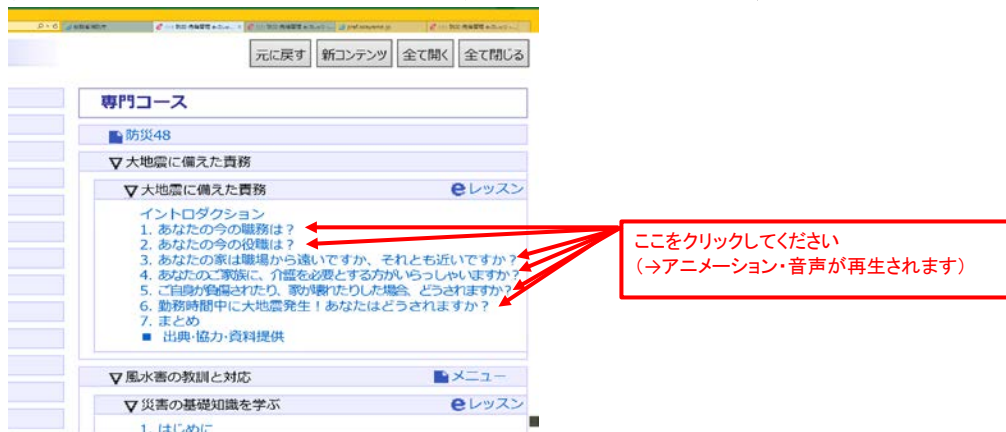 元に戻す 新コンテンツ 全て開く 全て閉じる
専門コース
防災48
▽大地震に備えた責務
▽大地震に備えた責務 eレッスン
イントロダクション
1. あなたの今の職務は？
2. あなたの今の役職は？
3. あなたの家は職場から遠いですか、それとも近いですか？
4. あなたのご家族に、介護を必要とする方がいらっしゃいますか？
5. ご自身が負傷されたり、家が壊れたりした場合、どうされますか？
6. 勤務時間中に大地震発生！あなたはどうされますか？
7. まとめ
■ 出典・協力・資料提供
ここをクリックしてください
（→アニメーション・音声が再生されます）
▽風水害の教訓と対応 メニュー
▽災害の基礎知識を学ぶ eレッスン
1. はじめに